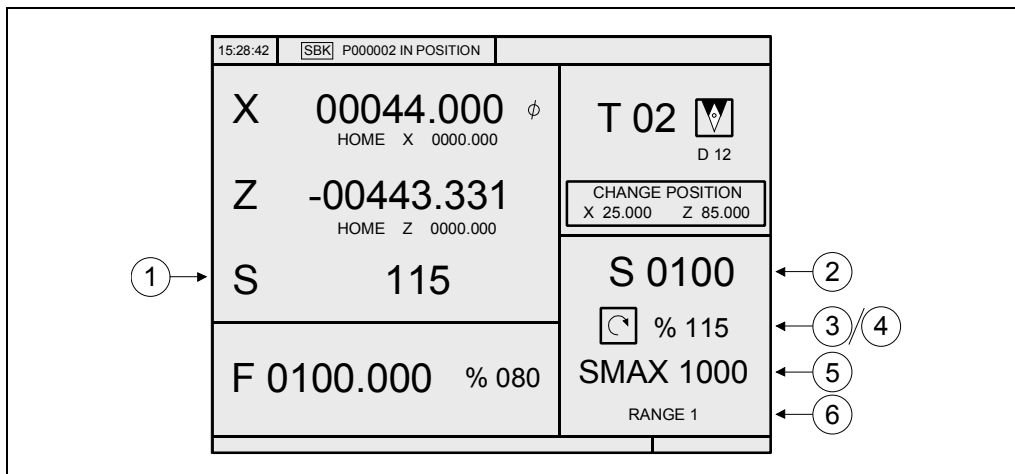 15:28:42 SBK P000002 IN POSITION
X 00044.000 ϕ
HOME X 0000.000
Z -00443.331
HOME Z 0000.000
1 S 115
F 0100.000 % 080
T 02
D 12
CHANGE POSITION
X 25.000 Z 85.000
S 0100 2
% 115 3/4
SMAX 1000 5
RANGE 1 6